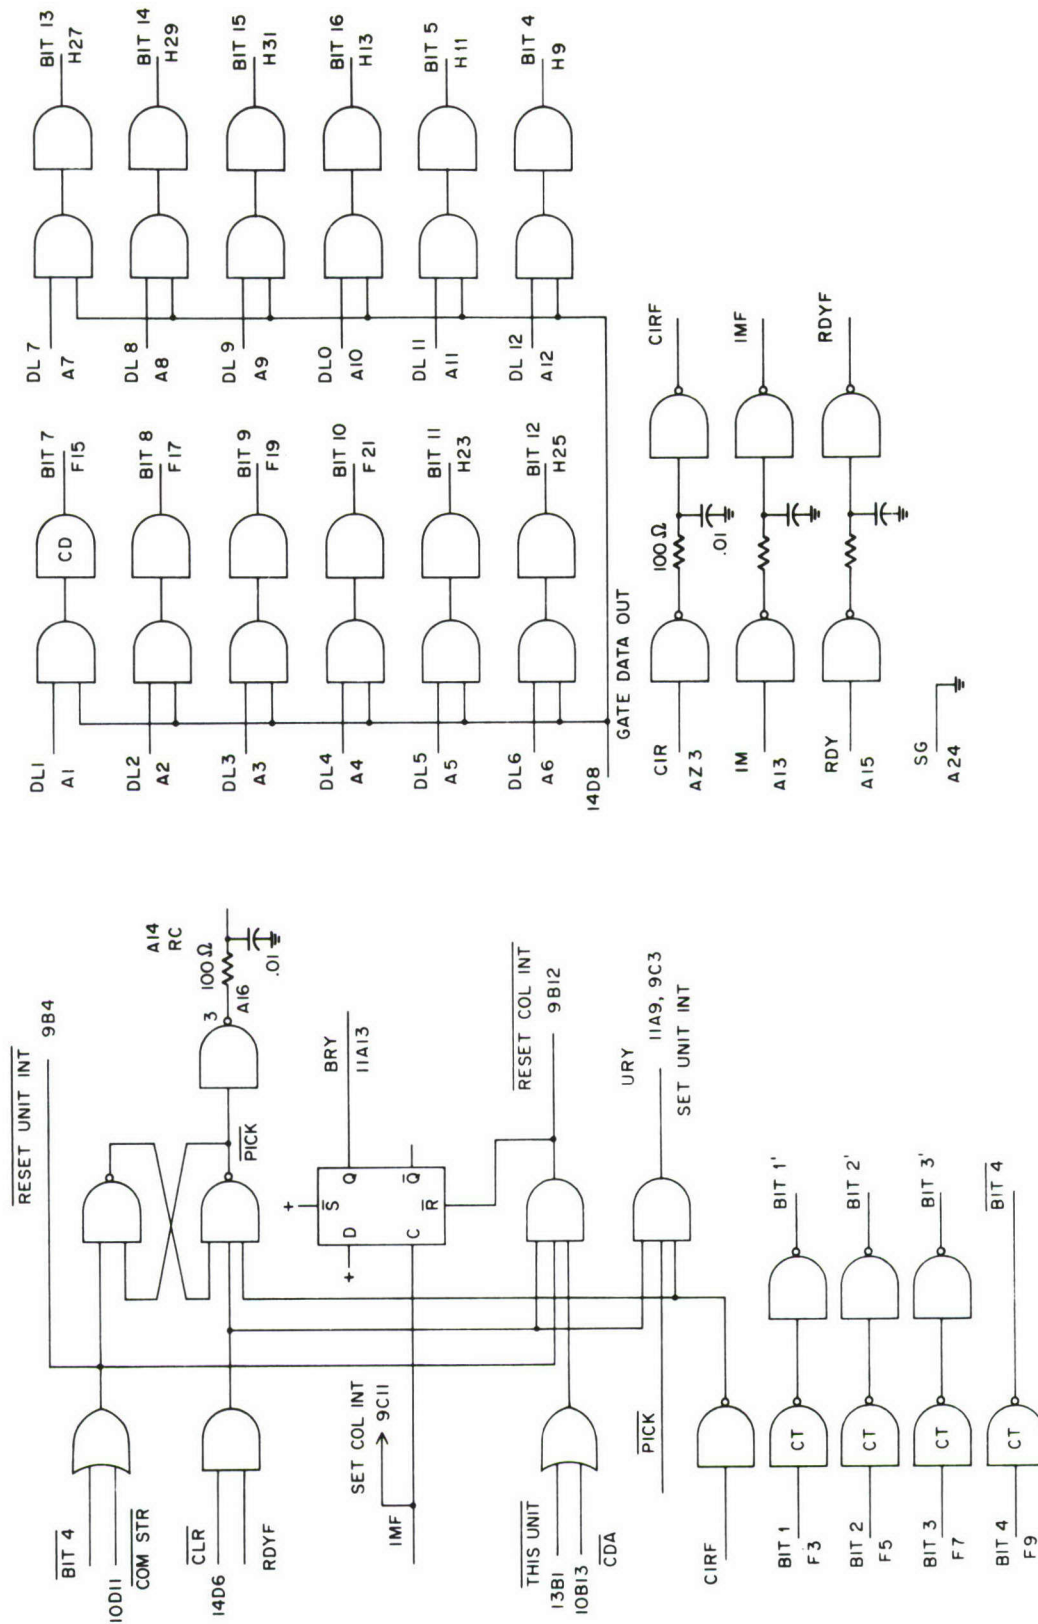 BIT 13
H27
BIT 14
H29
BIT 15
H31
BIT 16
H13
BIT 5
H11
BIT 4
H9
DL 7
A7
DL 8
A8
DL 9
A9
DL0
A10
DL 11
A11
DL 12
A12
BIT 7
F15
CD
BIT 8
F17
BIT 9
F19
BIT 10
F21
BIT 11
H23
BIT 12
H25
DL1
A1
DL2
A2
DL3
A3
DL4
A4
DL5
A5
DL6
A6
14D8
GATE DATA OUT
CIRF
IMF
RDYF
100 Ω
.01
CIR
AZ 3
IM
A13
RDY
A15
SG
A24
RESET UNIT INT
9B4
A14
RC
100 Ω
.01
3
A16
PICK
BRY
11A13
+
S
D
Q
+
C
R
Q
RESET COL INT
9B12
URY
11A9, 9C3
SET UNIT INT
BIT 4
10D11
COM STR
CLR
14D6
RDYF
SET COL INT
9C11
IMF
THIS UNIT
13B1
10B13
CDA
PICK
CIRF
BIT 1
F3
CT
BIT 1'
BIT 2
F5
CT
BIT 2'
BIT 3
F7
CT
BIT 3'
BIT 4
F9
CT
BIT 4